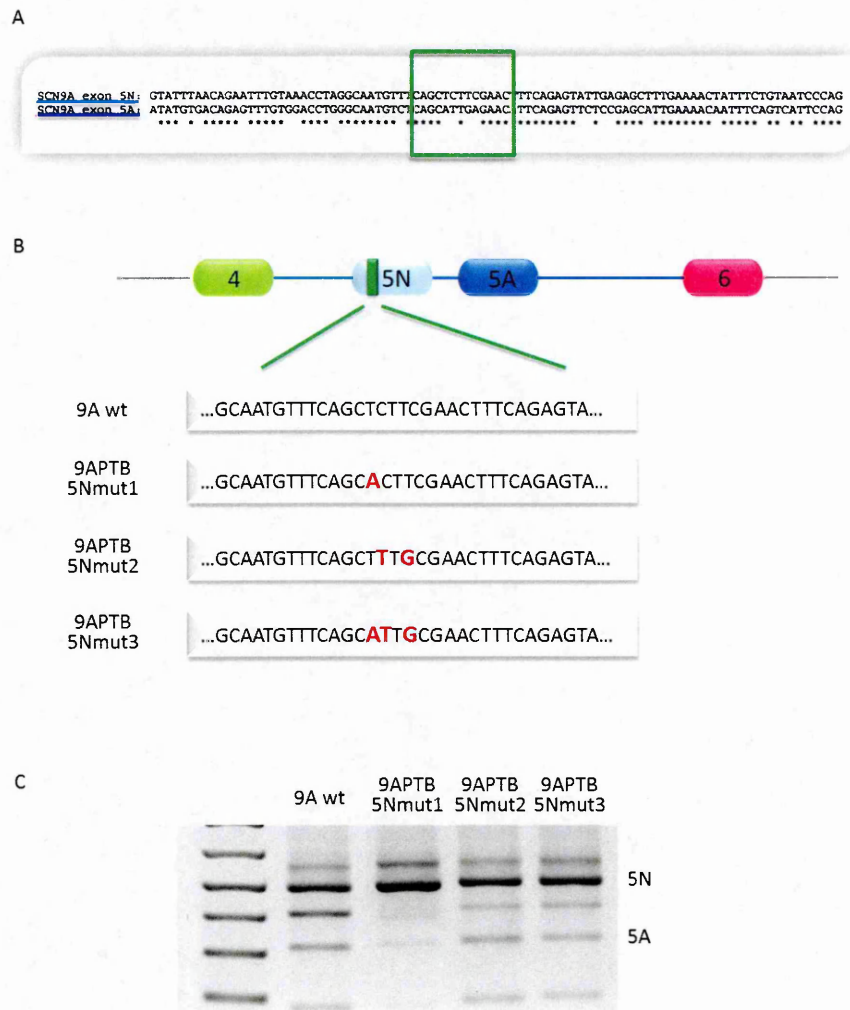 A
SCN9A exon 5N: GTATTTAACAGAATTTGTAAACCTAGGCAATGTTTCAGCTCTTCGAACTTTCAGAGTATTGAGAGCTTTGAAAACTATTTCTGTAATCCCAG
SCN9A exon 5A: ATATGTGACAGAGTTTGTGGACCTGGGCAATGTCTCAGCATTGAGAACATTCAGAGTTCTCCGAGCATTGAAAACAATTTCAGTCATTCCAG
B
4 5N 5A 6
9A wt ...GCAATGTTTCAGCTCTTCGAACTTTCAGAGTA...
9APTB
5Nmut1 ...GCAATGTTTCAGCACTTCGAACTTTCAGAGTA...
9APTB
5Nmut2 ...GCAATGTTTCAGCTTTGCGAACTTTCAGAGTA...
9APTB
5Nmut3 ...GCAATGTTTCAGCATTGCGAACTTTCAGAGTA...
C
9A wt 9APTB 9APTB 9APTB
5Nmut1 5Nmut2 5Nmut3
5N
5A